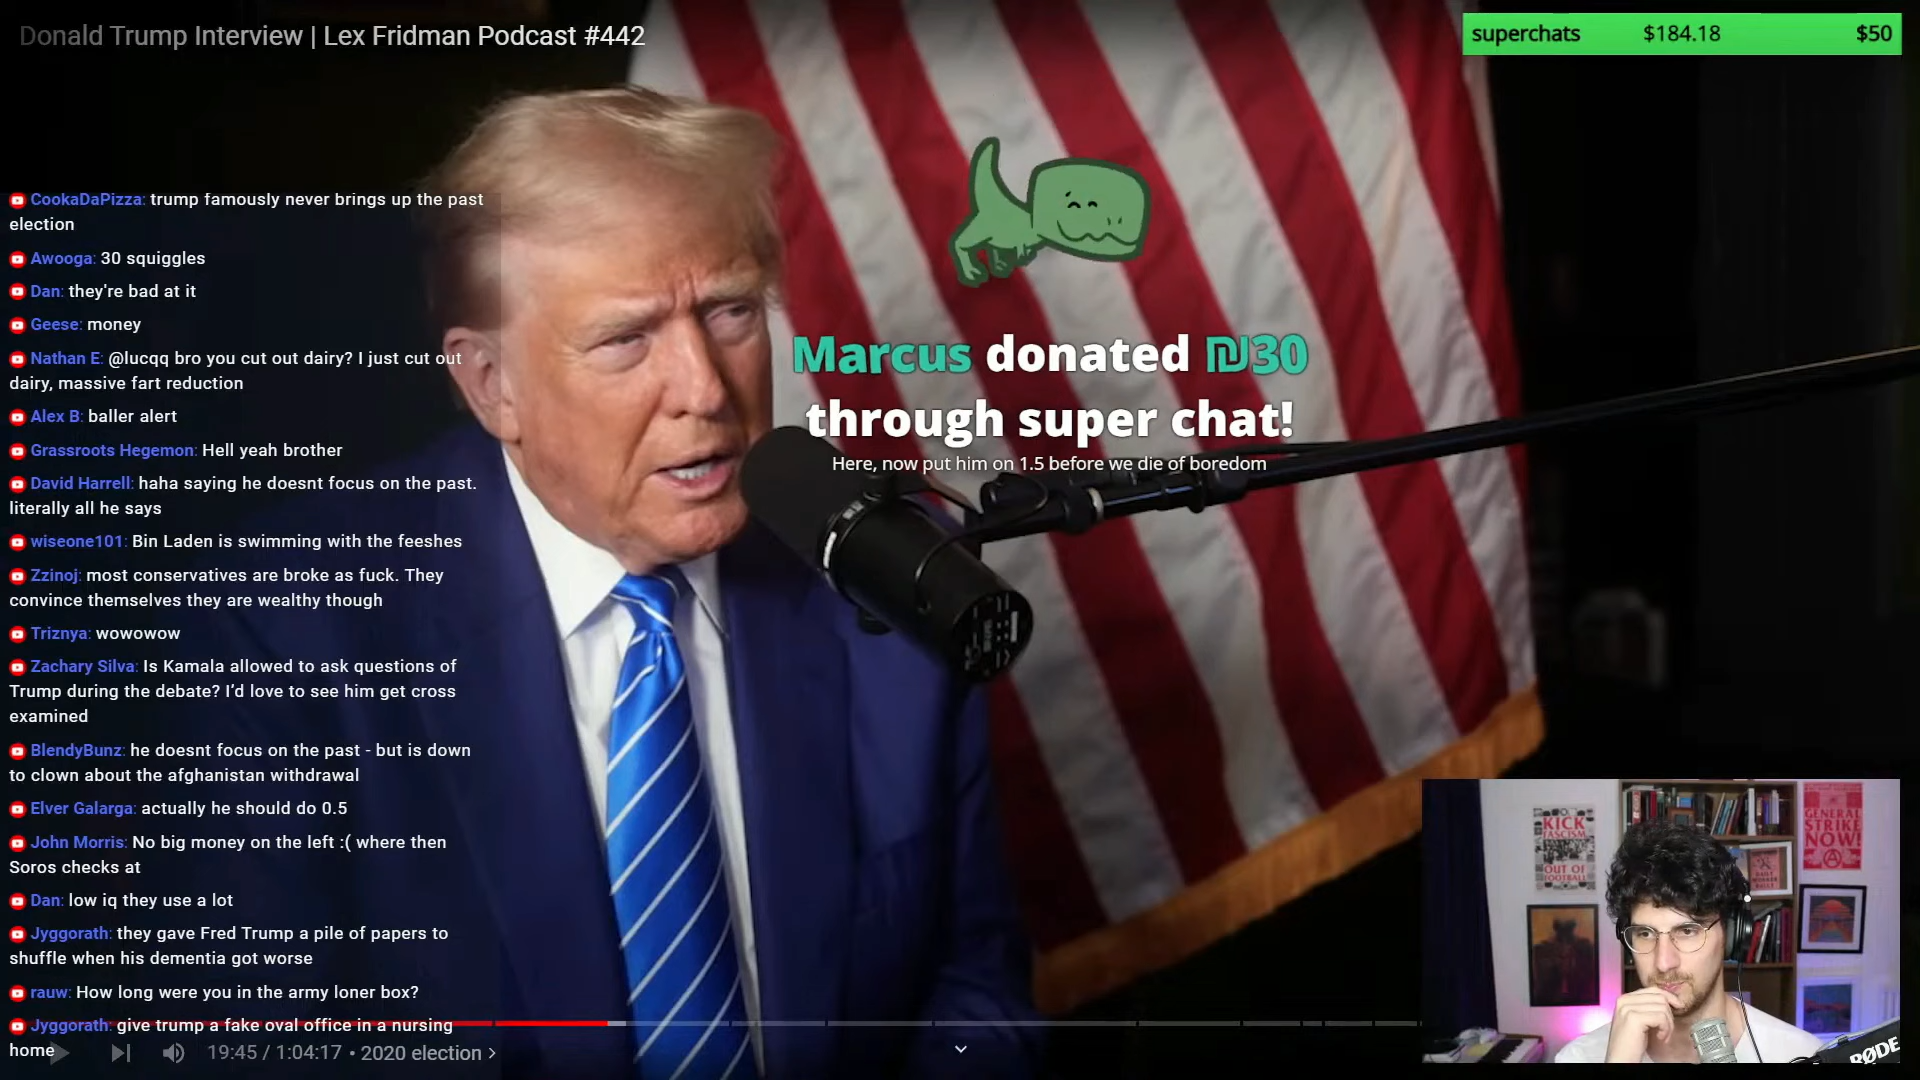 Donald Trump Interview | Lex Fridman Podcast #442
superchats $184.18 $50
CookaDaPizza: trump famously never brings up the past
election
Awooga: 30 squiggles
Dan: they're bad at it
Geese: money
Nathan E: @lucqq bro you cut out dairy? I just cut out
dairy, massive fart reduction
Alex B: baller alert
Grassroots Hegemon: Hell yeah brother
David Harrell: haha saying he doesnt focus on the past.
literally all he says
wiseone101: Bin Laden is swimming with the feeshes
Zzinoj: most conservatives are broke as fuck. They
convince themselves they are wealthy though
Triznya: wowowow
Zachary Silva: Is Kamala allowed to ask questions of
Trump during the debate? I'd love to see him get cross
examined
BlendyBunz: he doesnt focus on the past - but is down
to clown about the afghanistan withdrawal
Elver Galarga: actually he should do 0.5
John Morris: No big money on the left :( where then
Soros checks at
Dan: low iq they use a lot
Jyggorath: they gave Fred Trump a pile of papers to
shuffle when his dementia got worse
rauw: How long were you in the army loner box?
Jyggorath: give trump a fake oval office in a nursing
home
Marcus donated ₪30
through super chat!
Here, now put him on 1.5 before we die of boredom
19:45 / 1:04:17 • 2020 election
KICK
FASCISM
OUT OF
FOOTBALL
GENERAL
STRIKE
NOW!
RØDE